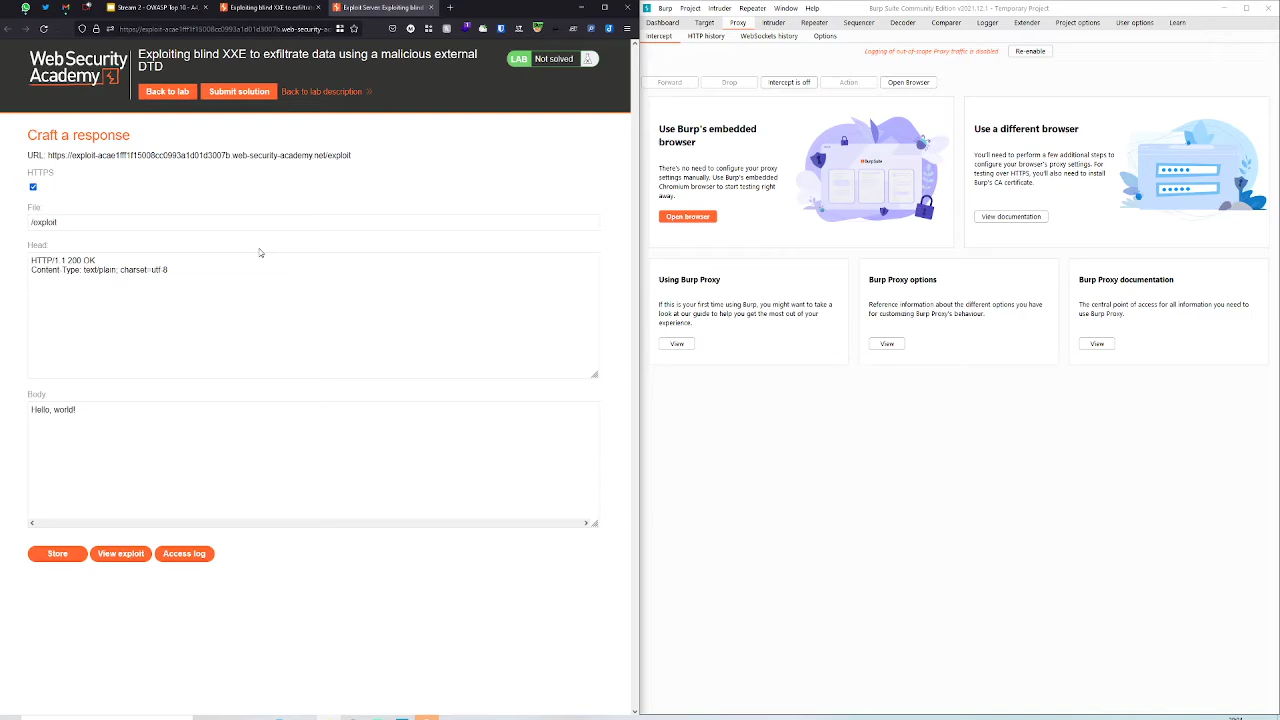 Exploit Server: Exploiting blind
Burp Project Intruder Repeater Window Help
Burp Suite Community Edition v2021.12.1 - Temporary Project
Dashboard Target Proxy Intruder Repeater Sequencer Decoder Comparer Logger Extender Project options User options Learn
Intercept HTTP history WebSockets history Options
Logging of out-of-scope Proxy traffic is disabled Re-enable
Forward Drop Intercept is off Action Open Browser
WebSecurity
Academy
Exploiting blind XXE to exfiltrate data using a malicious external
DTD
LAB Not solved
Back to lab Submit solution Back to lab description
Craft a response
HTTPS
File:
/exploit
Head:
HTTP/1.1 200 OK
Content-Type: text/plain; charset=utf-8
Body:
Hello, world!
Store View exploit Access log
Use Burp's embedded
browser
There's no need to configure your proxy
settings manually. Use Burp's embedded
Chromium browser to start testing right
away.
Open browser
Burp Suite
Use a different browser
You'll need to perform a few additional steps to
configure your browser's proxy settings. For
testing over HTTPS, you'll also need to install
Burp's CA certificate.
View documentation
Using Burp Proxy
If this is your first time using Burp, you might want to take a
look at our guide to help you get the most out of your
experience.
View
Burp Proxy options
Reference information about the different options you have
for customizing Burp Proxy's behaviour.
View
Burp Proxy documentation
The central point of access for all information you need to
use Burp Proxy.
View